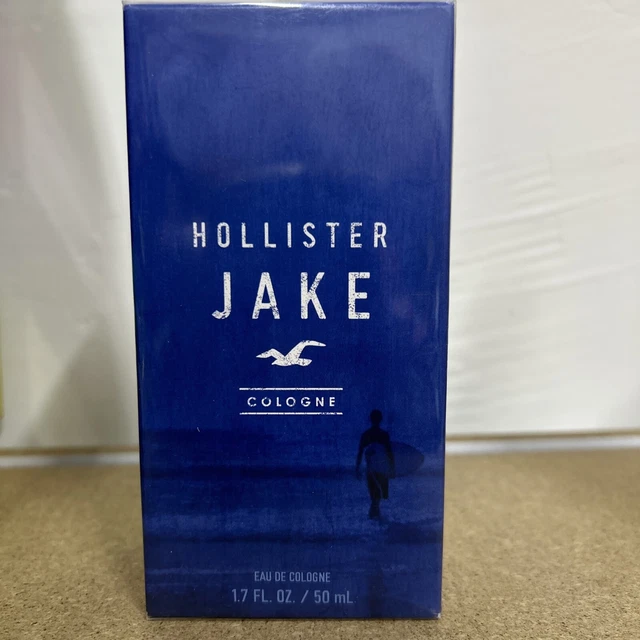 HOLLISTER
JAKE
COLOGNE
EAU DE COLOGNE
1.7 FL. OZ. / 50 mL